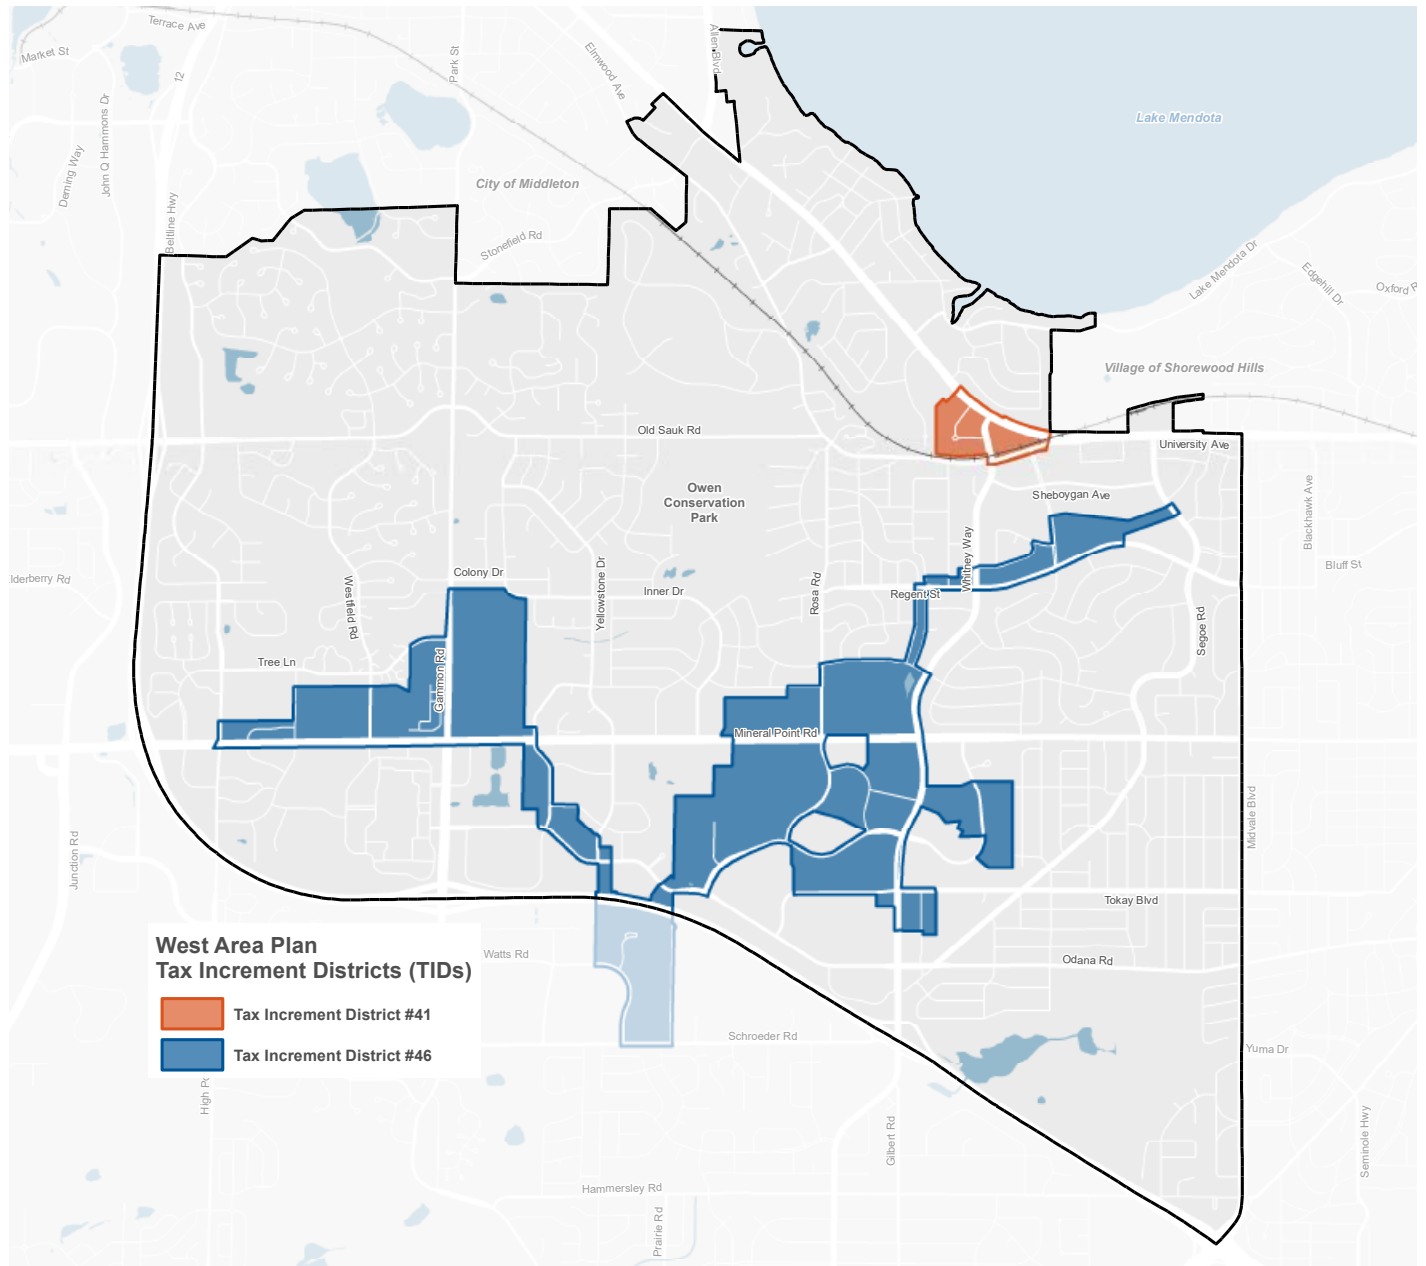 Terrace Ave
Market St
12
Park St
Elmwood Ave
Allen Blvd
Lake Mendota
John Q Hammons Dr
Deming Way
City of Middleton
Beltline Hwy
Stonefield Rd
Lake Mendota Dr
Edgehill Dr
Oxford R
Village of Shorewood Hills
Old Sauk Rd
University Ave
Owen
Conservation
Park
Sheboygan Ave
Blackhawk Ave
Whitney Way
Bluff St
lderberry Rd
Colony Dr
Westfield Rd
Yellowstone Dr
Inner Dr
Rosa Rd
Regent St
Segoe Rd
Tree Ln
Gammon Rd
Mineral Point Rd
Midvale Blvd
Junction Rd
Tokay Blvd
West Area Plan
Tax Increment Districts (TIDs)
Tax Increment District #41
Tax Increment District #46
Watts Rd
Odana Rd
Schroeder Rd
Yuma Dr
High Po
Gilbert Rd
Seminole Hwy
Hammersley Rd
Prairie Rd